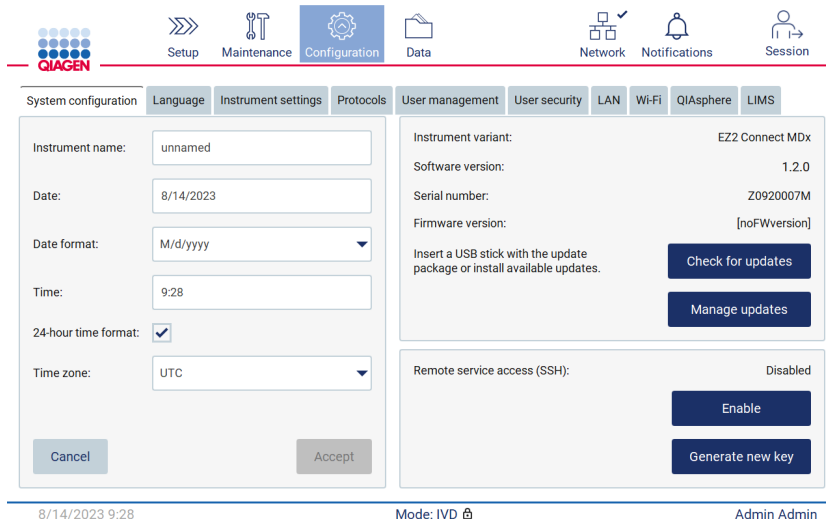 QIAGEN
Setup
Maintenance
Configuration
Data
Network
Notifications
Session
System configuration
Language
Instrument settings
Protocols
User management
User security
LAN
Wi-Fi
QIAsphere
LIMS
Instrument name: unnamed
Date: 8/14/2023
Date format: M/d/yyyy
Time: 9:28
24-hour time format:
Time zone: UTC
Cancel
Accept
Instrument variant: EZ2 Connect MDx
Software version: 1.2.0
Serial number: Z0920007M
Firmware version: [noFWversion]
Insert a USB stick with the update
package or install available updates.
Check for updates
Manage updates
Remote service access (SSH): Disabled
Enable
Generate new key
8/14/2023 9:28
Mode: IVD
Admin Admin